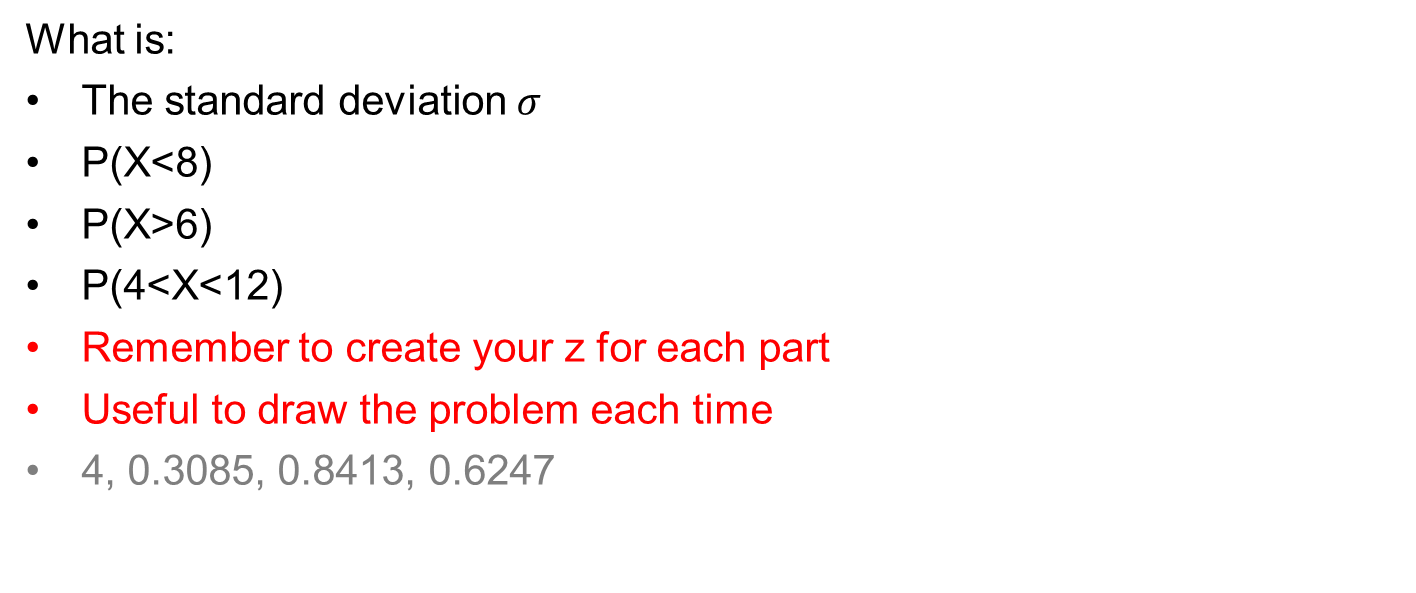 What is:
• The standard deviation 𝜎
• P(X<8)
• P(X>6)
• P(4<X<12)
• Remember to create your z for each part
• Useful to draw the problem each time
• 4, 0.3085, 0.8413, 0.6247